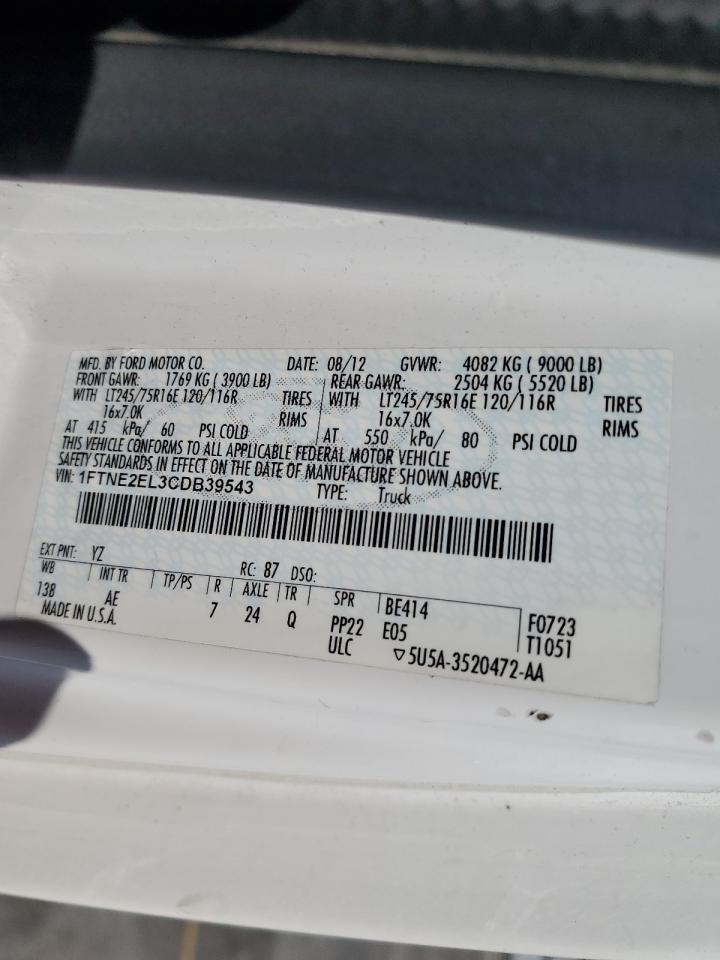 MFD. BY FORD MOTOR CO. DATE: 08/12 GVWR: 4082 KG ( 9000 LB)
FRONT GAWR: 1769 KG ( 3900 LB) REAR GAWR: 2504 KG ( 5520 LB)
WITH LT245/75R16E 120/116R TIRES WITH LT245/75R16E 120/116R TIRES
16x7.0K RIMS 16x7.0K RIMS
AT 415 kPa/ 60 PSI COLD AT 550 kPa/ 80 PSI COLD
THIS VEHICLE CONFORMS TO ALL APPLICABLE FEDERAL MOTOR VEHICLE
SAFETY STANDARDS IN EFFECT ON THE DATE OF MANUFACTURE SHOWN ABOVE.
VIN: 1FTNE2EL3CDB39543 TYPE: Truck
EXT PNT: YZ RC: 87 DSO:
WB INT TR TP/PS R AXLE TR SPR BE414 F0723
138 AE 7 24 Q PP22 E05 T1051
MADE IN U.S.A. ULC ▽5U5A-3520472-AA